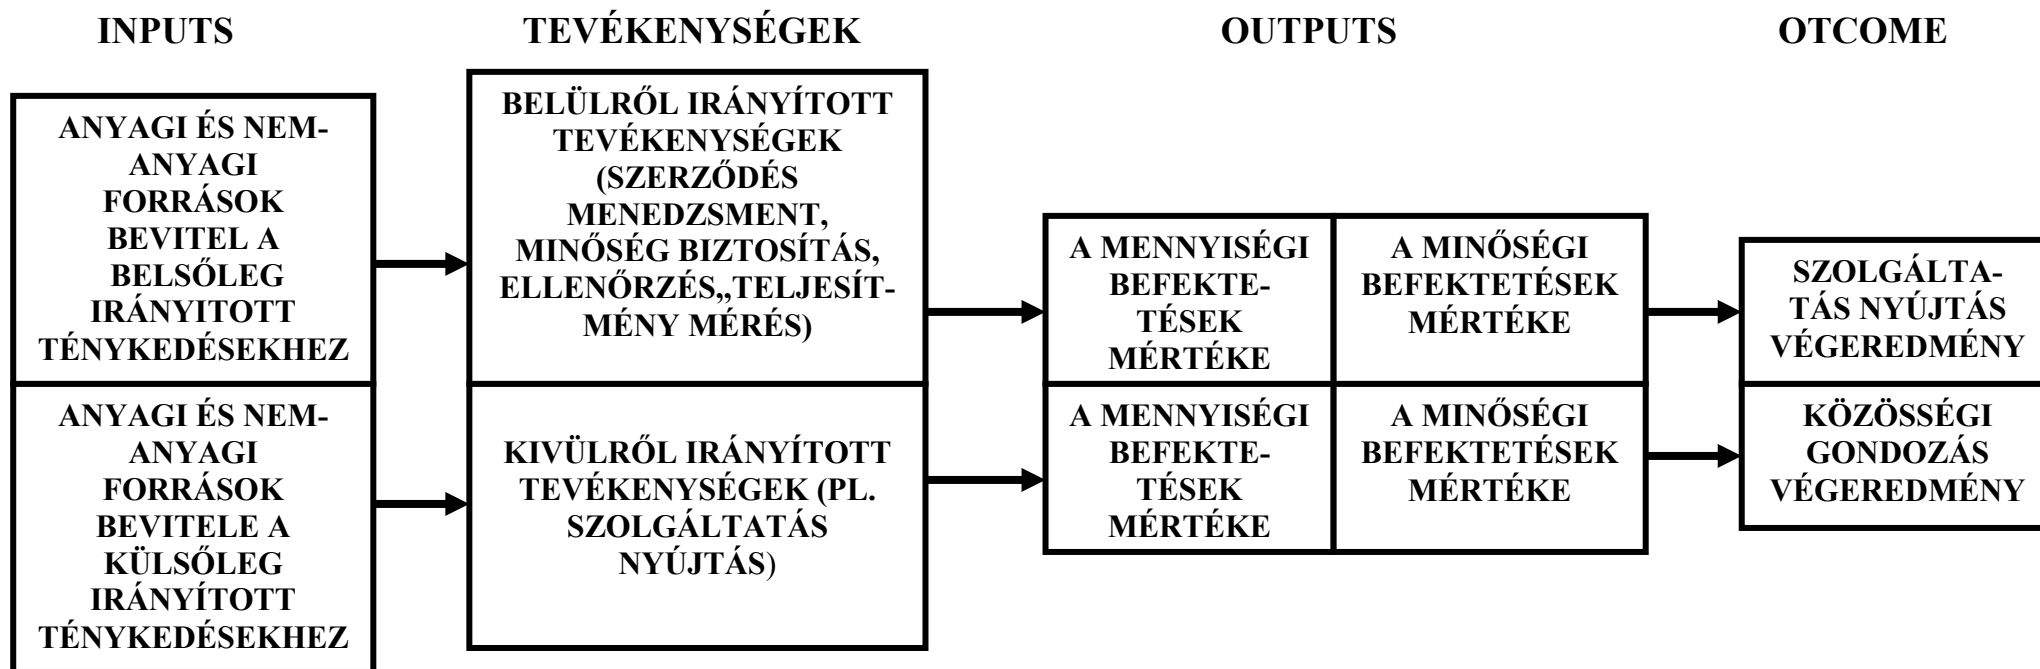 INPUTS
TEVÉKENYSÉGEK
OUTPUTS
OTCOME
ANYAGI ÉS NEM-
ANYAGI
FORRÁSOK
BEVITEL A
BELSŐLEG
IRÁNYITOTT
TÉNYKEDÉSEKHEZ
BELÜLRŐL IRÁNYÍTOTT
TEVÉKENYSÉGEK
(SZERZŐDÉS
MENEDZSMENT,
MINŐSÉG BIZTOSÍTÁS,
ELLENŐRZÉS,,TELJESÍT-
MÉNY MÉRÉS)
A MENNYISÉGI
BEFEKTE-
TÉSEK
MÉRTÉKE
A MINŐSÉGI
BEFEKTETÉSEK
MÉRTÉKE
SZOLGÁLTA-
TÁS NYÚJTÁS
VÉGEREDMÉNY
ANYAGI ÉS NEM-
ANYAGI
FORRÁSOK
BEVITELE A
KÜLSŐLEG
IRÁNYÍTOTT
TÉNYKEDÉSEKHEZ
KIVÜLRŐL IRÁNYÍTOTT
TEVÉKENYSÉGEK (PL.
SZOLGÁLTATÁS
NYÚJTÁS)
A MENNYISÉGI
BEFEKTE-
TÉSEK
MÉRTÉKE
A MINŐSÉGI
BEFEKTETÉSEK
MÉRTÉKE
KÖZÖSSÉGI
GONDOZÁS
VÉGEREDMÉNY